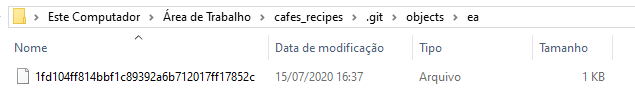 Este Computador > Área de Trabalho > cafes_recipes > .git > objects > ea
Nome Data de modificação Tipo Tamanho
1fd104ff814bbf1c89392a6b712017ff17852c 15/07/2020 16:37 Arquivo 1 KB